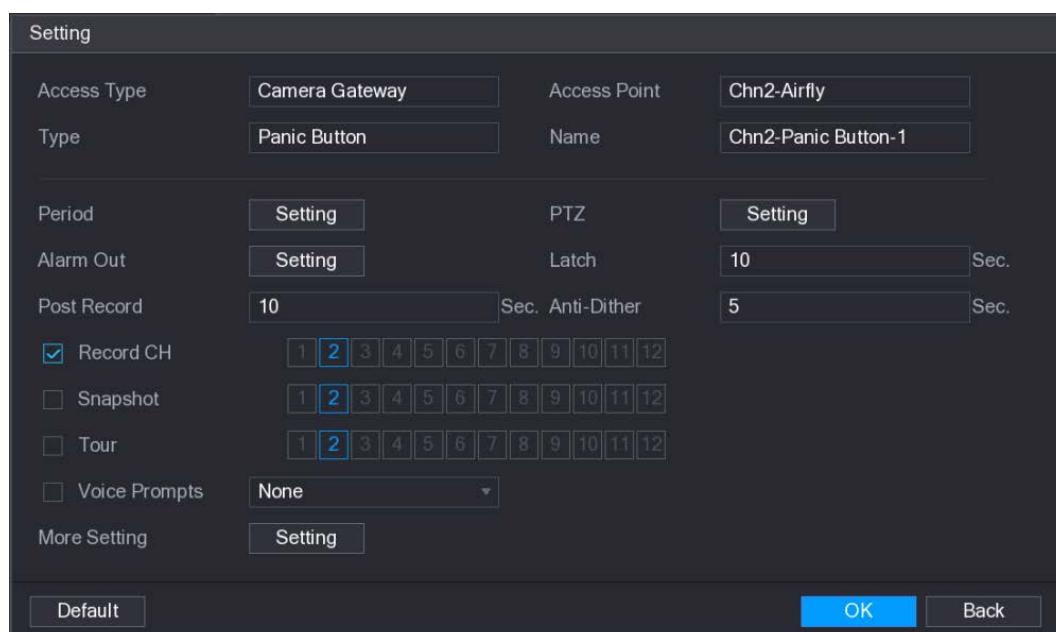 Setting
Access Type Camera Gateway Access Point Chn2-Airfly
Type Panic Button Name Chn2-Panic Button-1
Period Setting PTZ Setting
Alarm Out Setting Latch 10 Sec.
Post Record 10 Sec. Anti-Dither 5 Sec.
Record CH 1 2 3 4 5 6 7 8 9 10 11 12
Snapshot 1 2 3 4 5 6 7 8 9 10 11 12
Tour 1 2 3 4 5 6 7 8 9 10 11 12
Voice Prompts None
More Setting Setting
Default OK Back